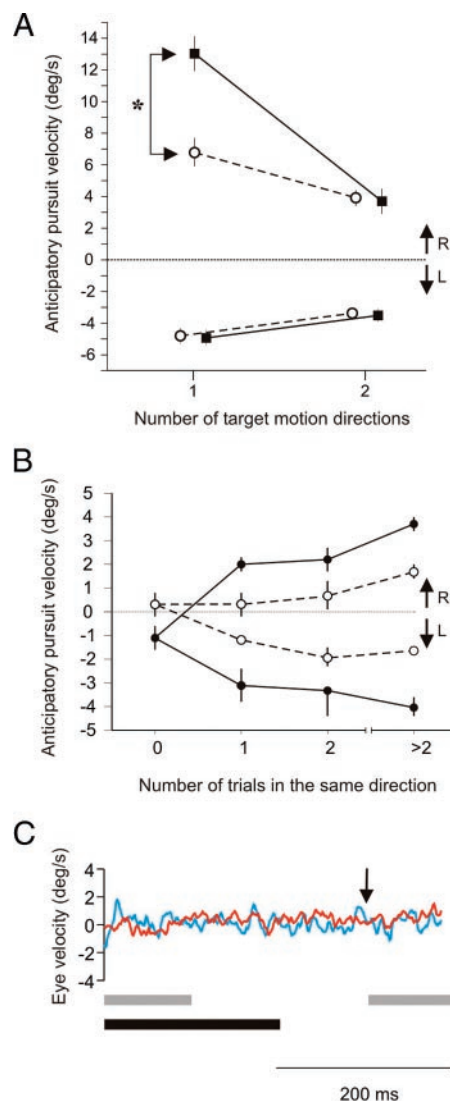 A
Anticipatory pursuit velocity (deg/s)
14
12
10
8
6
4
2
0
-2
-4
-6
*
R
L
1
2
Number of target motion directions
B
Anticipatory pursuit velocity (deg/s)
5
4
3
2
1
0
-1
-2
-3
-4
-5
R
L
0
1
2
>2
Number of trials in the same direction
C
Eye velocity (deg/s)
4
2
0
-2
-4
200 ms